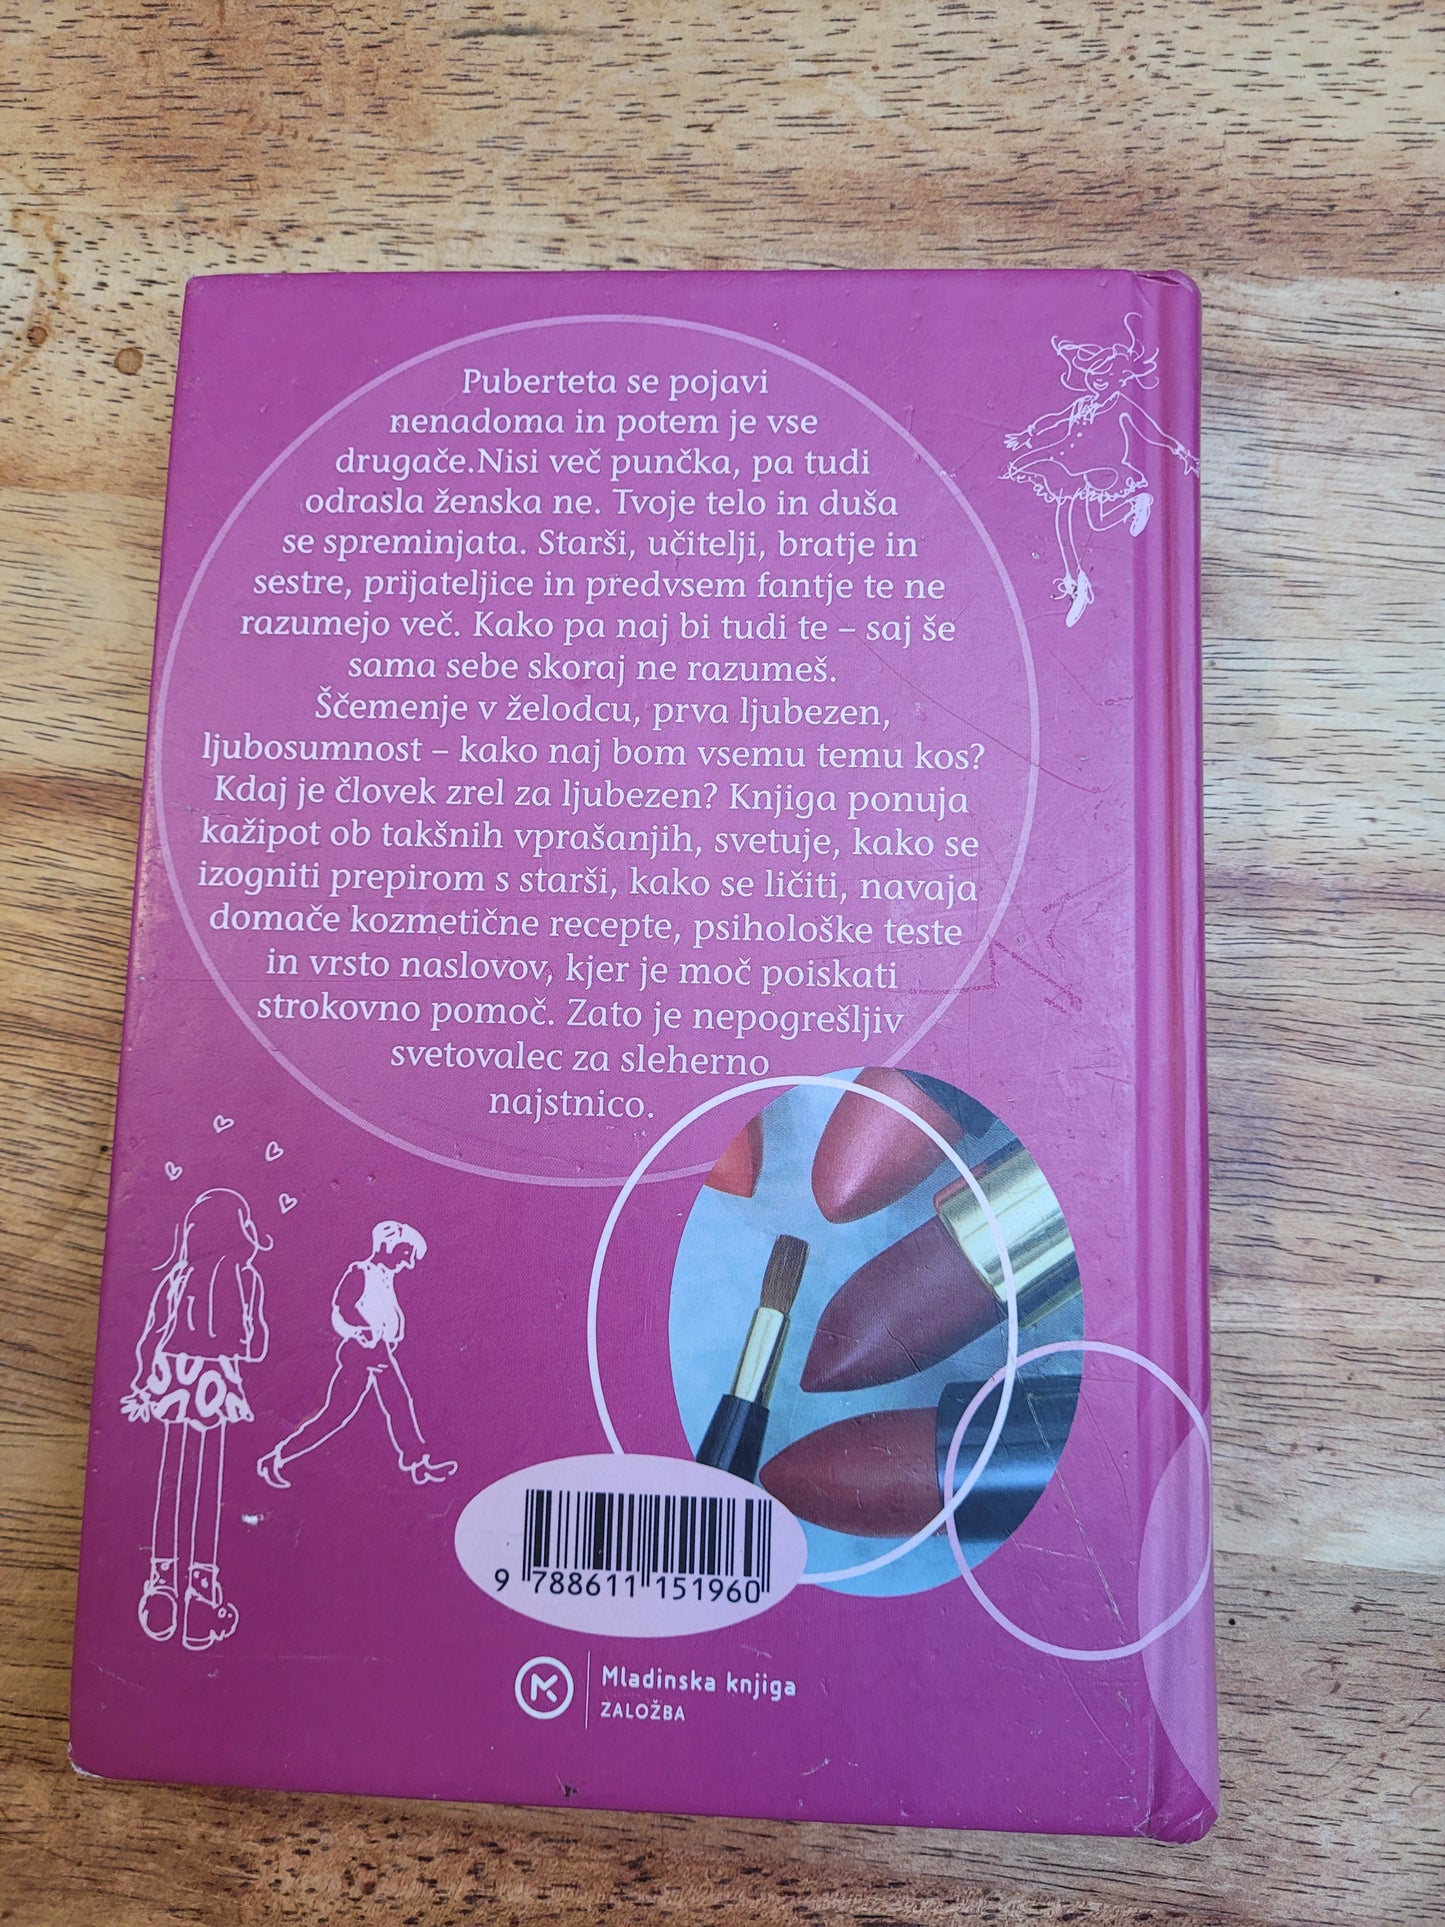 Puberteta se pojavi
nenadoma in potem je vse
drugače.Nisi več punčka, pa tudi
odrasla ženska ne. Tvoje telo in duša
se spreminjata. Starši, učitelji, bratje in
sestre, prijateljice in predvsem fantje te ne
razumejo več. Kako pa naj bi tudi te – saj še
sama sebe skoraj ne razumeš.
Ščemenje v želodcu, prva ljubezen,
ljubosumnost – kako naj bom vsemu temu kos?
Kdaj je človek zrel za ljubezen? Knjiga ponuja
kažipot ob takšnih vprašanjih, svetuje, kako se
izogniti prepirom s starši, kako se ličiti, navaja
domače kozmetične recepte, psihološke teste
in vrsto naslovov, kjer je moč poiskati
strokovno pomoč. Zato je nepogrešljiv
svetovalec za sleherno
najstnico.
9 788611 151960
Mladinska knjiga
ZALOŽBA